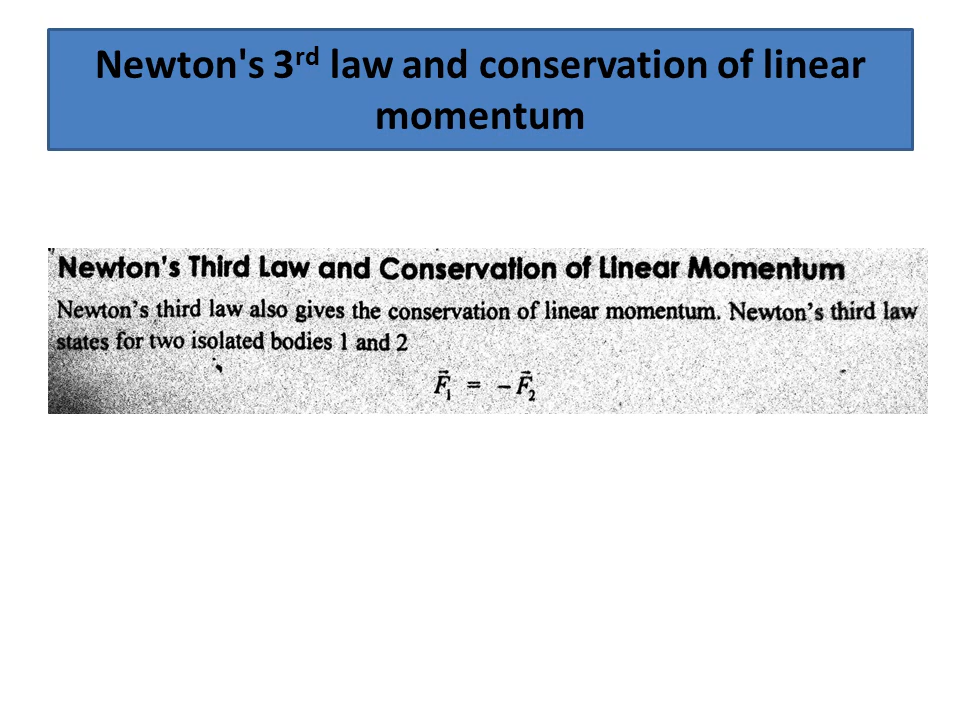 Newton's 3rd law and conservation of linear
momentum
Newton's Third Law and Conservation of Linear Momentum
Newton's third law also gives the conservation of linear momentum. Newton's third law
states for two isolated bodies 1 and 2
F⃗₁ = −F⃗₂